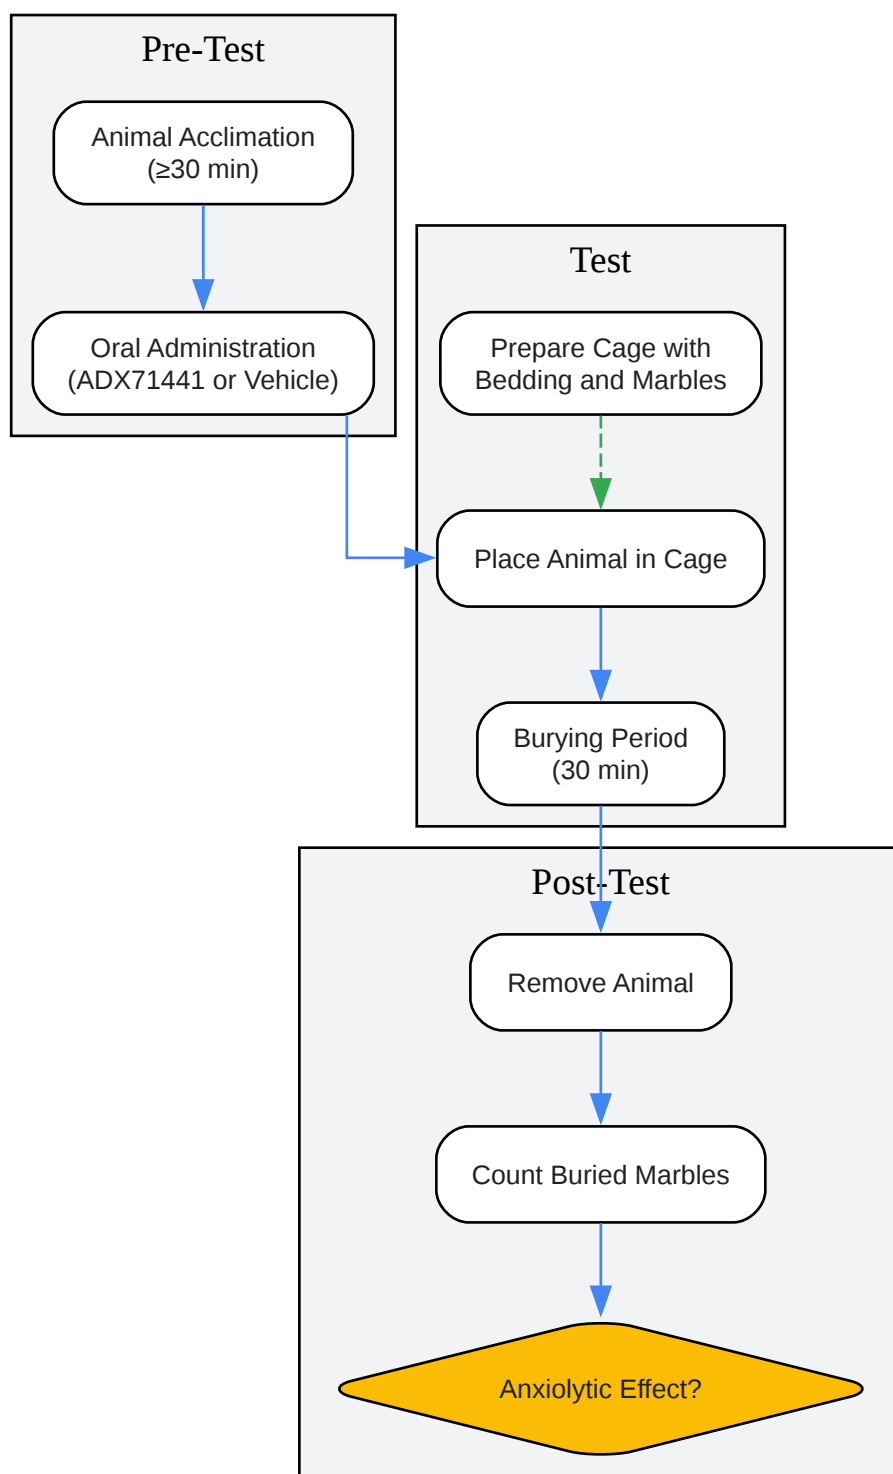 Pre-Test
Animal Acclimation
(≥30 min)
Oral Administration
(ADX71441 or Vehicle)
Test
Prepare Cage with
Bedding and Marbles
Place Animal in Cage
Burying Period
(30 min)
Post-Test
Remove Animal
Count Buried Marbles
Anxiolytic Effect?